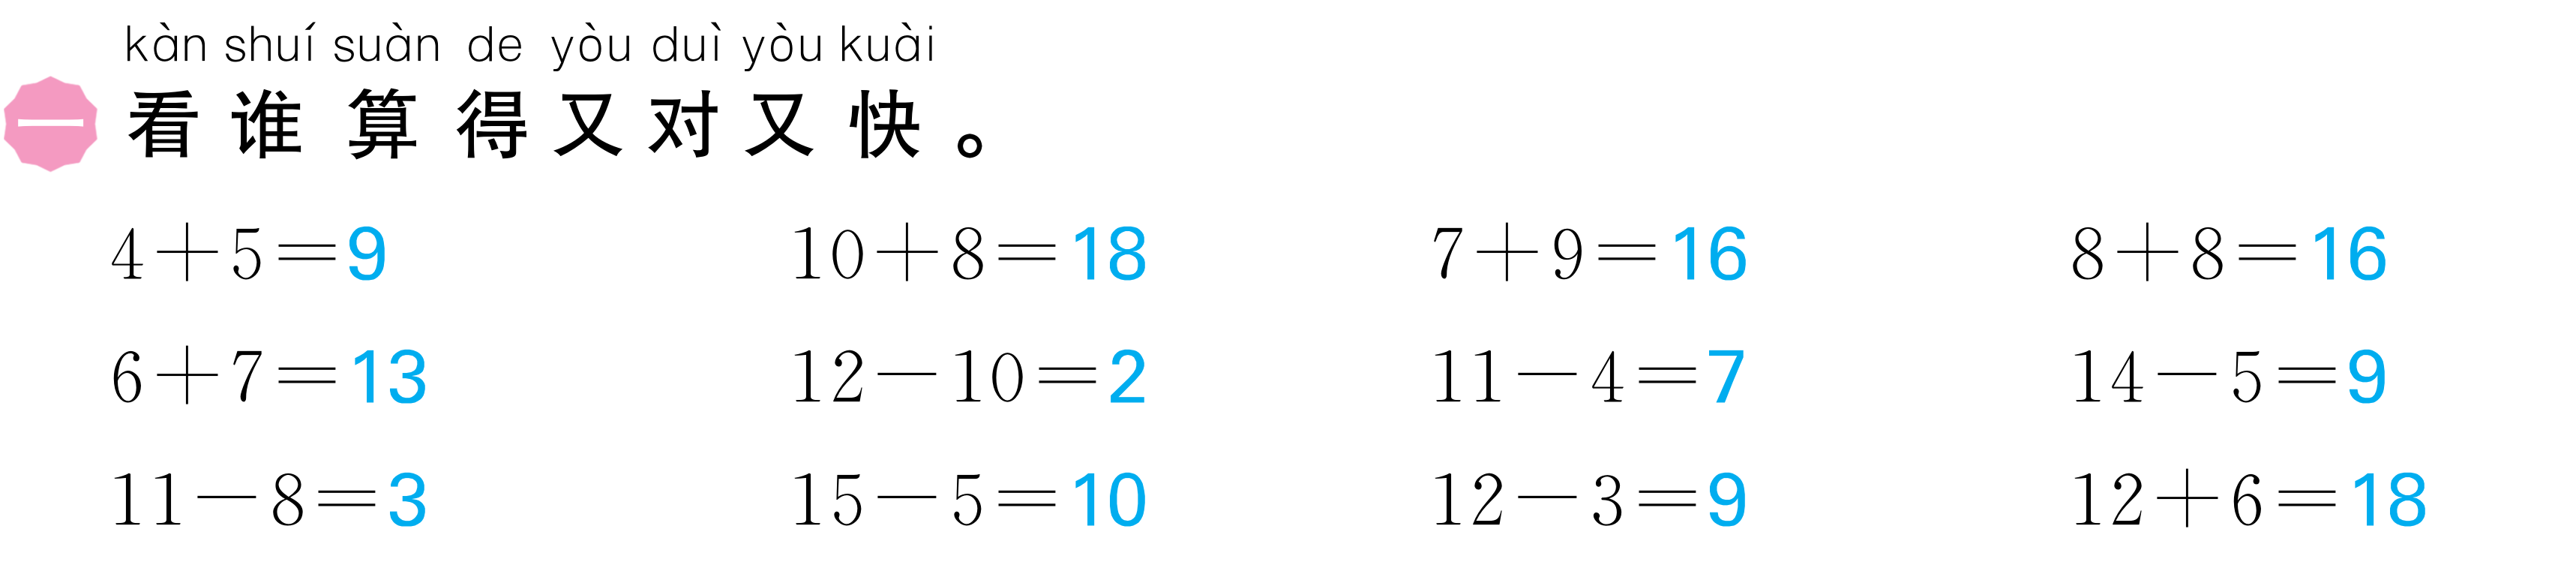 kàn shuí suàn de yòu duì yòu kuài
一 看谁算得又对又快。
4+5=9 10+8=18 7+9=16 8+8=16
6+7=13 12-10=2 11-4=7 14-5=9
11-8=3 15-5=10 12-3=9 12+6=18